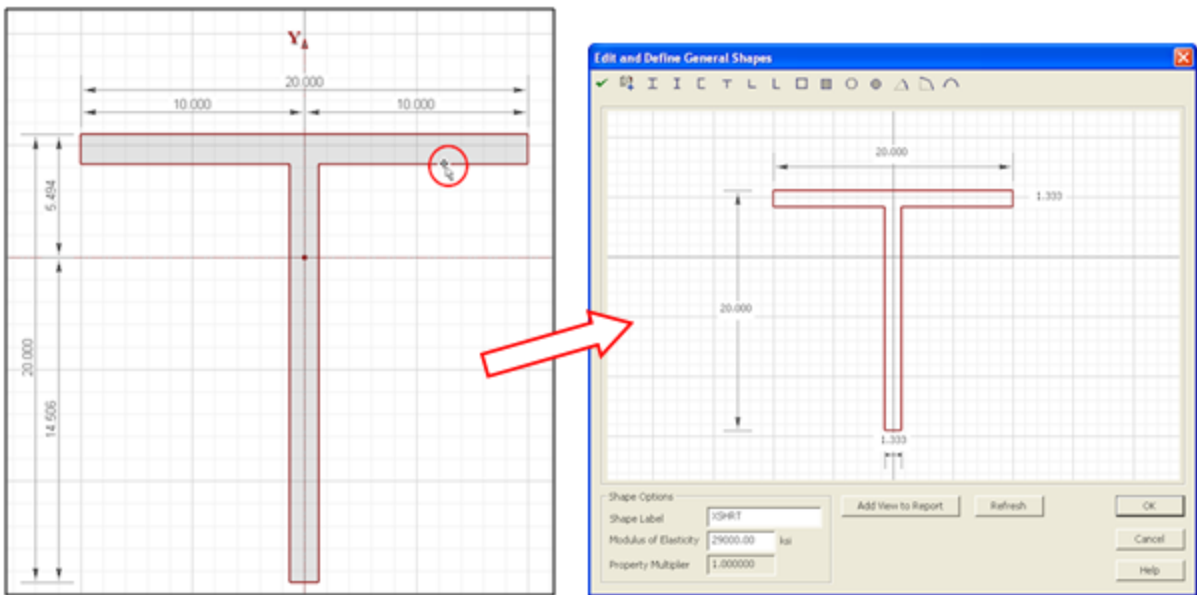 Y
20.000
10.000
10.000
5.494
20.000
14.506
Edit and Define General Shapes
20.000
1.333
20.000
1.333
Shape Options
Shape Label
XSHRT
Modulus of Elasticity
29000.00
ksi
Property Multiplier
1.000000
Add View to Report
Refresh
OK
Cancel
Help